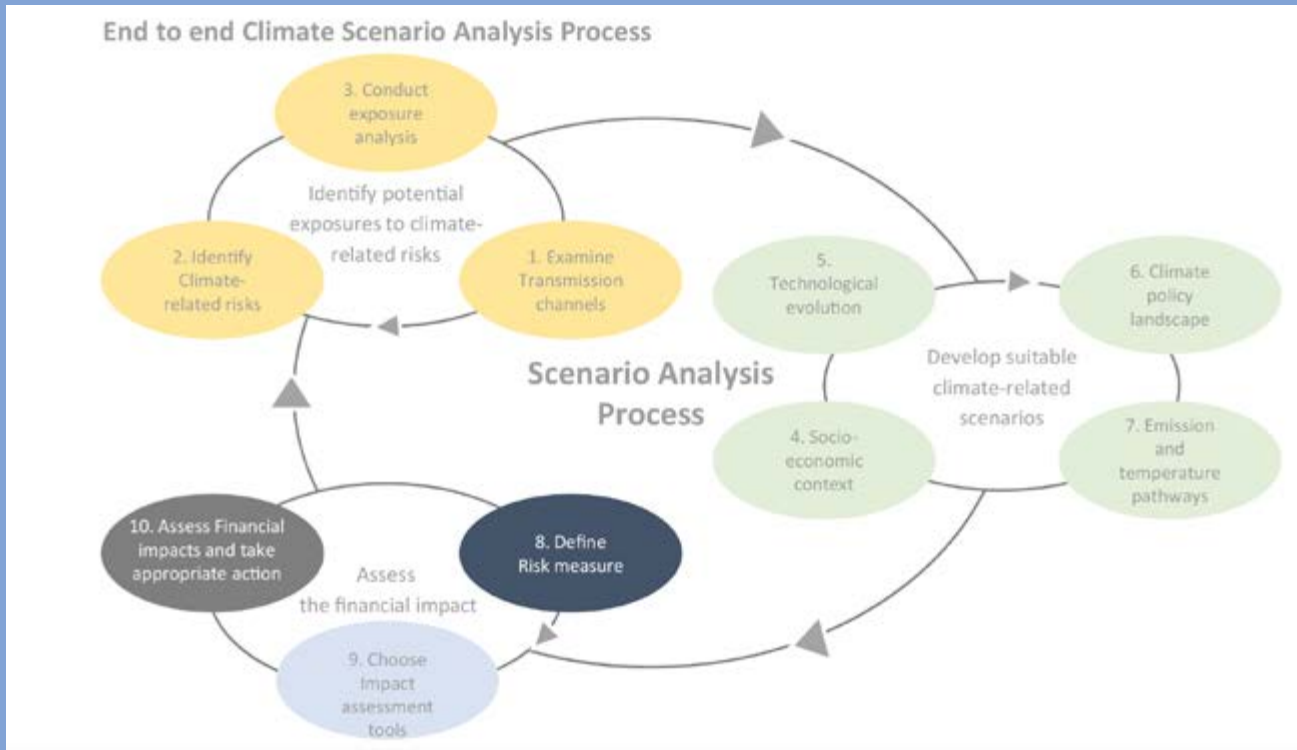 End to end Climate Scenario Analysis Process
3. Conduct
exposure
analysis
Identify potential
exposures to climate-
related risks
2. Identify
Climate-
related risks
1. Examine
Transmission
channels
5.
Technological
evolution
6. Climate
policy
landscape
Develop suitable
climate-related
scenarios
Scenario Analysis
Process
4. Socio-
economic
context
7. Emission
and
temperature
pathways
10. Assess Financial
impacts and take
appropriate action
8. Define
Risk measure
Assess
the financial impact
9. Choose
Impact
assessment
tools